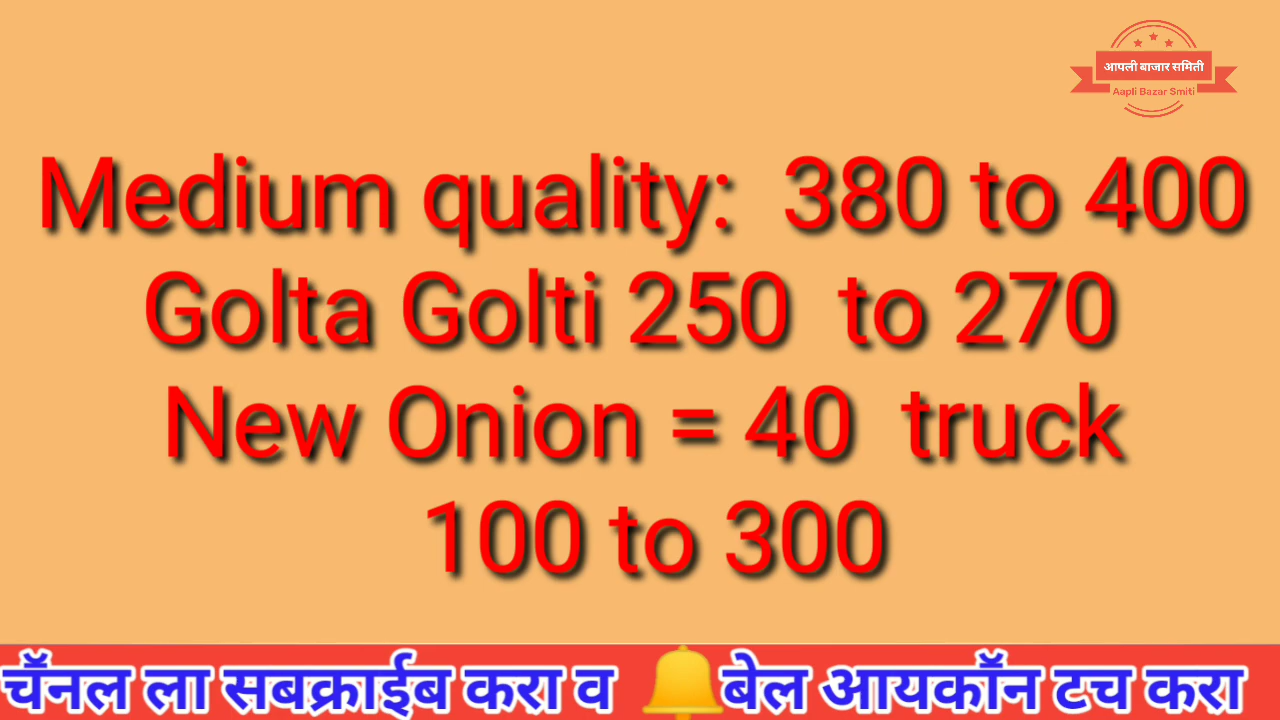 आपली बाजार समिती
Aapli Bazar Smiti
Medium quality: 380 to 400
Golta Golti 250 to 270
New Onion = 40 truck
100 to 300
चॅनल ला सबक्राईब करा व 🔔बेल आयकॉन टच करा